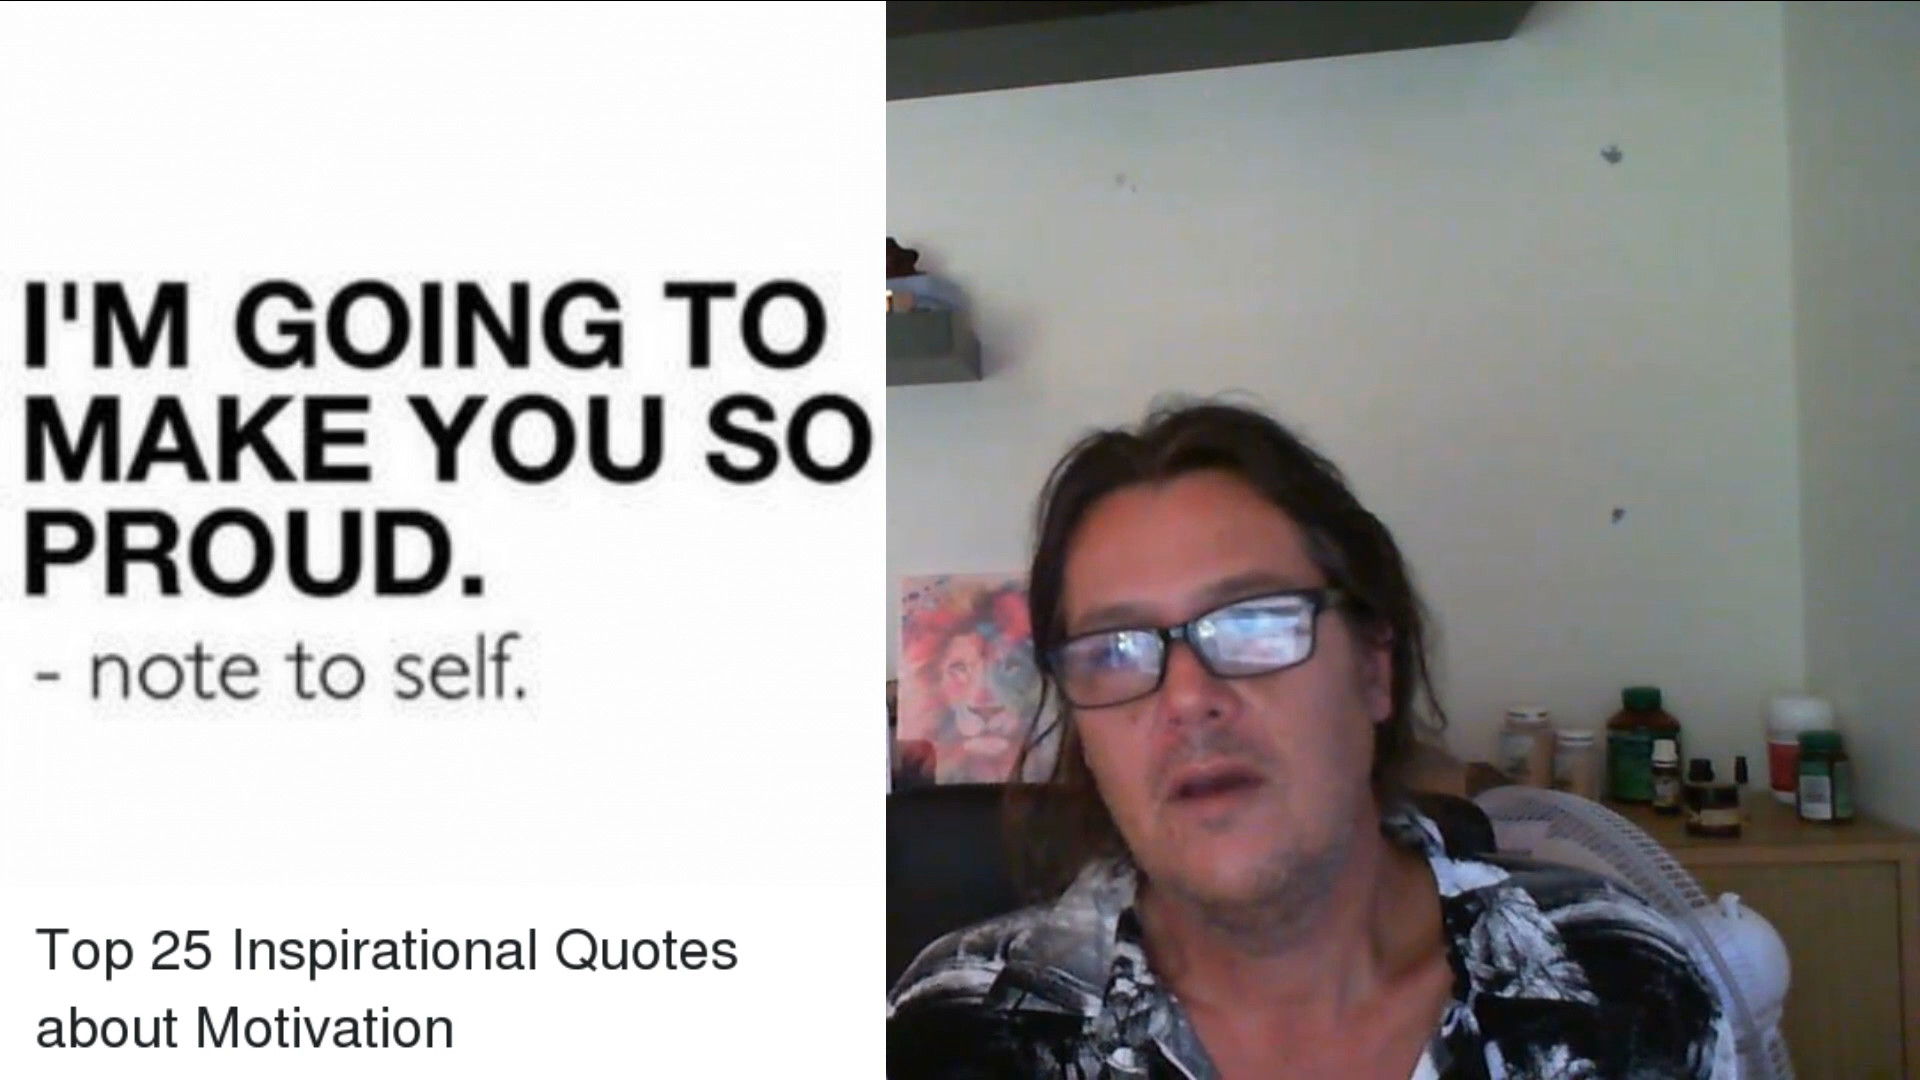 I'M GOING TO
MAKE YOU SO
PROUD.
- note to self.
Top 25 Inspirational Quotes
about Motivation